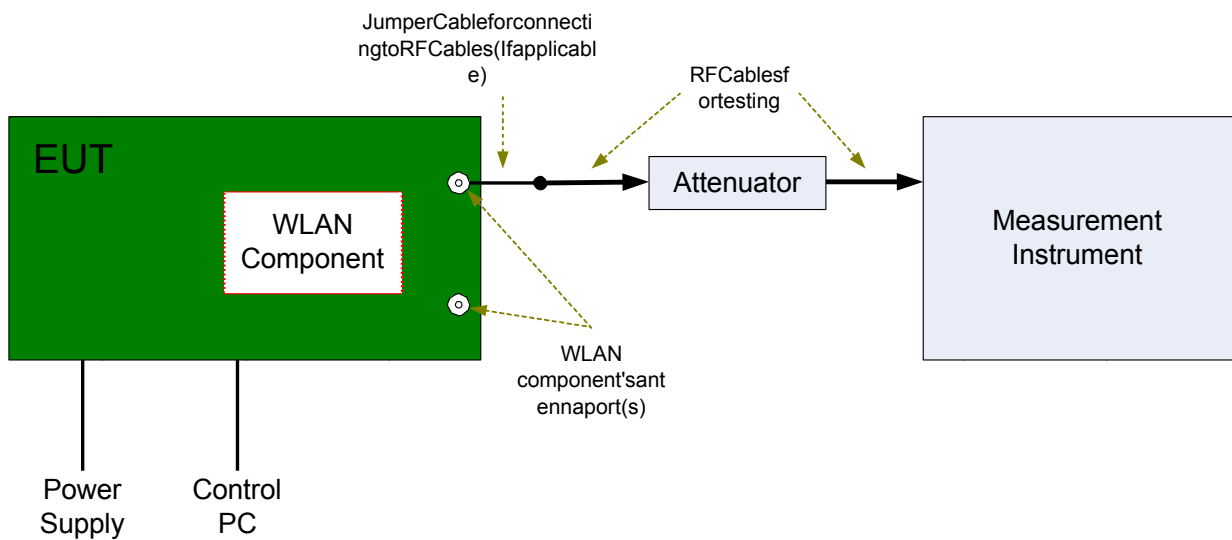 JumperCableforconnecti
ngtoRFCables(Ifapplicabl
e)
RFCablesf
ortesting
EUT
WLAN
Component
Attenuator
Measurement
Instrument
WLAN
component'sant
ennaport(s)
Power
Supply
Control
PC